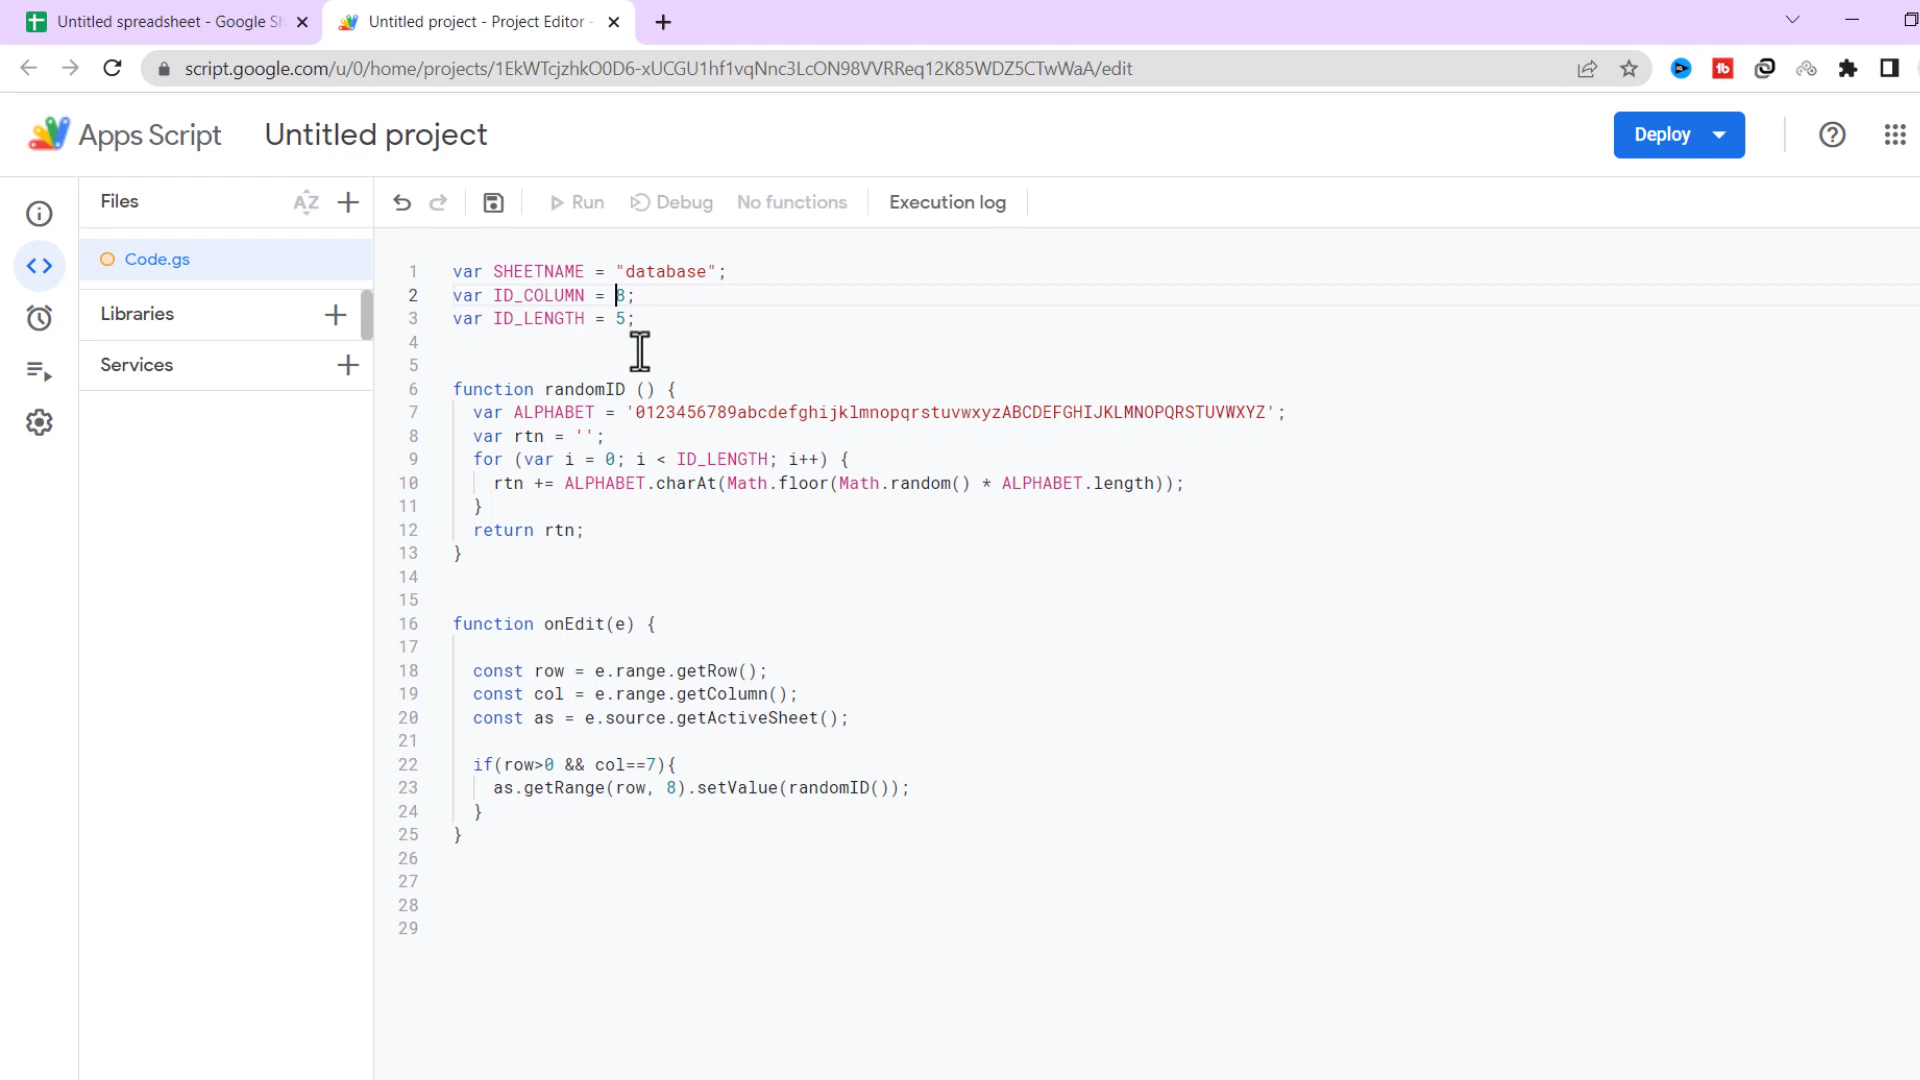 Untitled spreadsheet - Google Sh
Untitled project - Project Editor -
script.google.com/u/0/home/projects/1EkWTcjzhkO0D6-xUCGU1hf1vqNnc3LcON98VVRReq12K85WDZ5CTwWaA/edit
tb
Apps Script
Untitled project
Deploy
Files
AZ
Run
Debug
No functions
Execution log
Code.gs
Libraries
Services
1 var SHEETNAME = "database";
2 var ID_COLUMN = 8;
3 var ID_LENGTH = 5;
4
5
6 function randomID () {
7 var ALPHABET = '0123456789abcdefghijklmnopqrstuvwxyzABCDEFGHIJKLMNOPQRSTUVWXYZ';
8 var rtn = '';
9 for (var i = 0; i < ID_LENGTH; i++) {
10 rtn += ALPHABET.charAt(Math.floor(Math.random() * ALPHABET.length));
11 }
12 return rtn;
13 }
14
15
16 function onEdit(e) {
17
18 const row = e.range.getRow();
19 const col = e.range.getColumn();
20 const as = e.source.getActiveSheet();
21
22 if(row>0 && col==7){
23 as.getRange(row, 8).setValue(randomID());
24 }
25 }
26
27
28
29